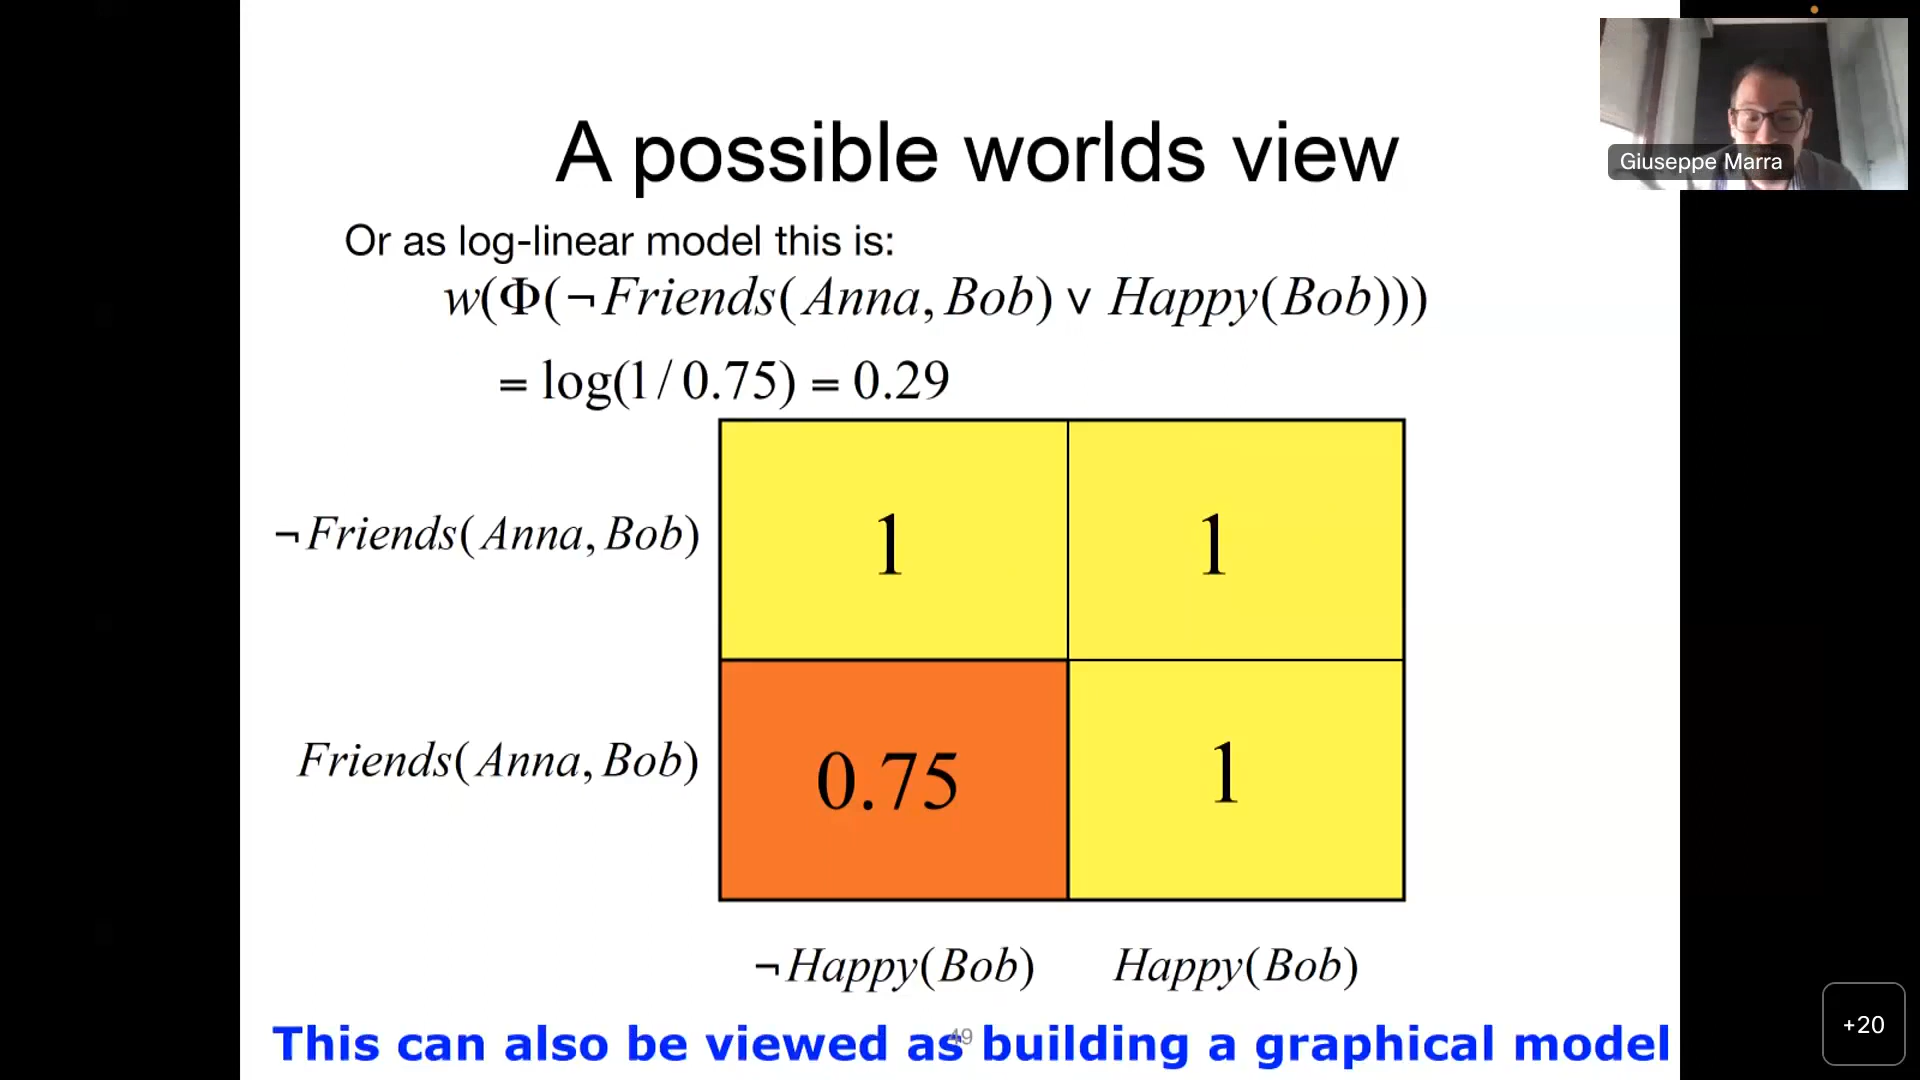 A possible worlds view
Giuseppe Marra
Or as log-linear model this is:
w(Φ(¬Friends(Anna, Bob) ∨ Happy(Bob)))
= log(1/0.75) = 0.29
¬Friends(Anna, Bob)
1
1
Friends(Anna, Bob)
0.75
1
¬Happy(Bob)
Happy(Bob)
This can also be viewed as building a graphical model
49
+20